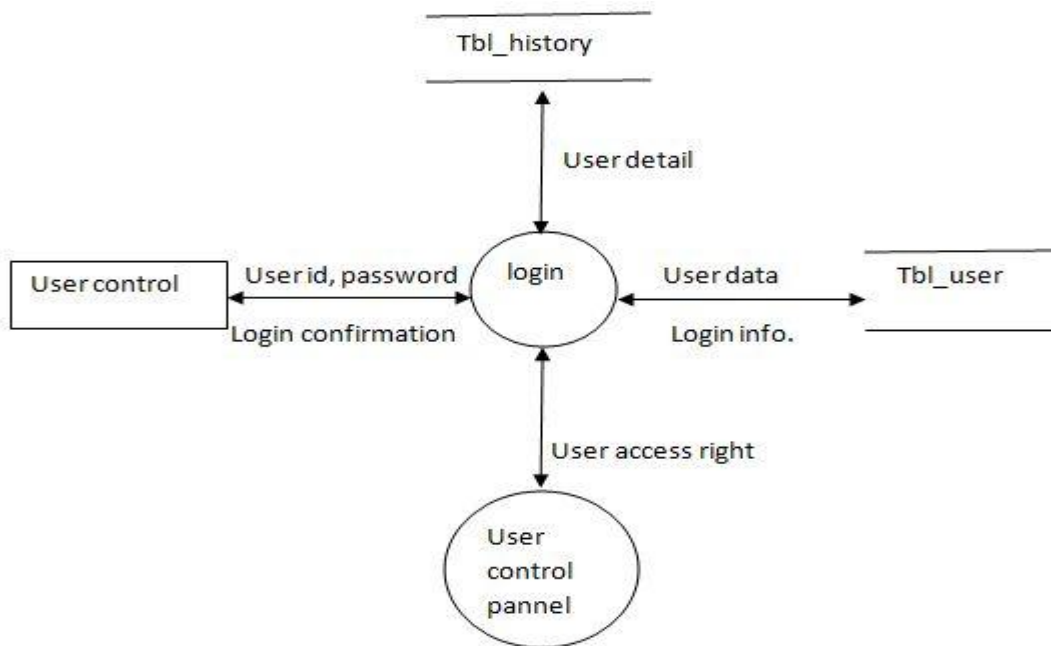 Tbl_history
User detail
User control
User id, password
Login confirmation
login
User data
Login info.
Tbl_user
User access right
User
control
pannel